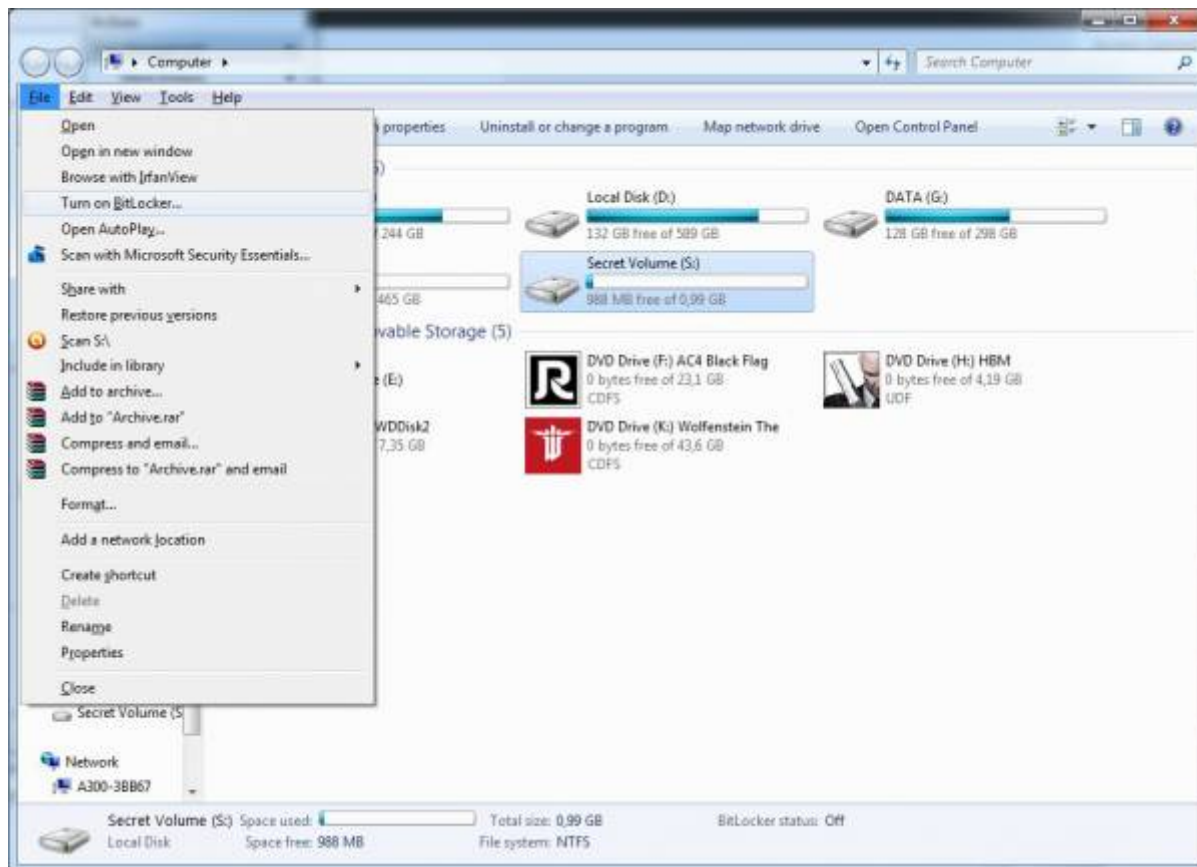 Computer
Search Computer
File Edit View Tools Help
properties Uninstall or change a program Map network drive Open Control Panel
Open
Open in new window
Browse with IrfanView
Turn on BitLocker...
Open AutoPlay...
Scan with Microsoft Security Essentials...
Share with
Restore previous versions
Scan S:\
Include in library
Add to archive...
Add to "Archive.rar"
Compress and email...
Compress to "Archive.rar" and email
Format...
Add a network location
Create shortcut
Delete
Rename
Properties
Close
244 GB
Local Disk (D:)
132 GB free of 589 GB
DATA (G:)
128 GB free of 298 GB
465 GB
Secret Volume (S:)
988 MB free of 0,99 GB
vable Storage (5)
(E:)
DVD Drive (F:) AC4 Black Flag
0 bytes free of 23,1 GB
CDFS
DVD Drive (H:) HBM
0 bytes free of 4,19 GB
UDF
WDDisk2
7,35 GB
DVD Drive (K:) Wolfenstein The
0 bytes free of 43,6 GB
CDFS
Secret Volume (S
Network
A300-3BB67
Secret Volume (S:) Space used: Total size: 0,99 GB BitLocker status: Off
Local Disk Space free: 988 MB File system: NTFS